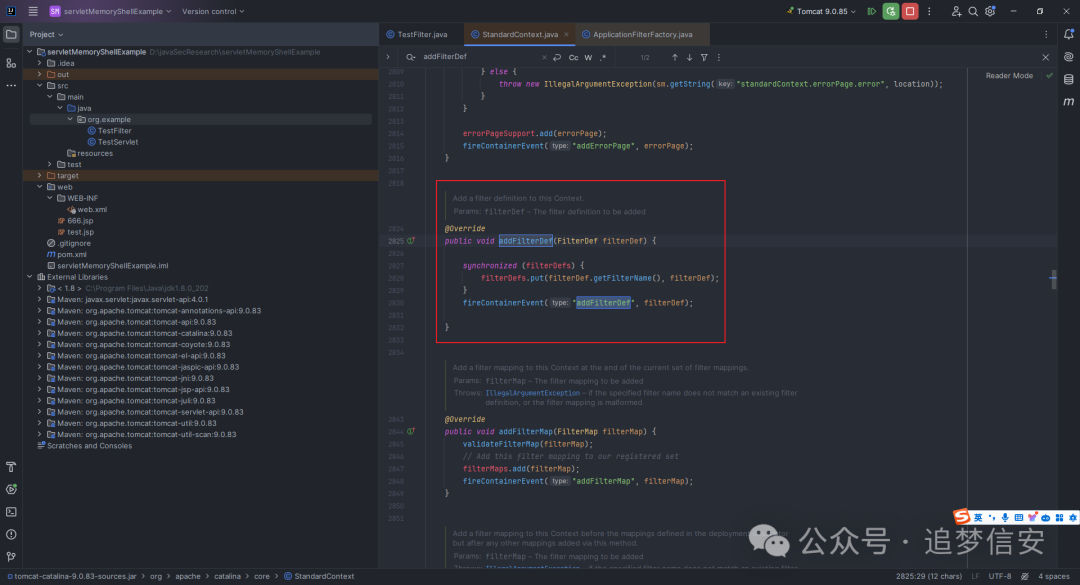 SM servletMemoryShellExample Version control Tomcat 9.0.85
Project
TestFilter.java StandardContext.java ApplicationFilterFactory.java
servletMemoryShellExample D:\javaSecResearch\servletMemoryShellExample
.idea
out
src
main
java
org.example
TestFilter
TestServlet
resources
test
target
web
WEB-INF
web.xml
666.jsp
test.jsp
.gitignore
pom.xml
servletMemoryShellExample.iml
External Libraries
< 1.8 > C:\Program Files\Java\jdk1.8.0_202
Maven: javax.servlet:javax.servlet-api:4.0.1
Maven: org.apache.tomcat:tomcat-annotations-api:9.0.83
Maven: org.apache.tomcat:tomcat-api:9.0.83
Maven: org.apache.tomcat:tomcat-catalina:9.0.83
Maven: org.apache.tomcat:tomcat-coyote:9.0.83
Maven: org.apache.tomcat:tomcat-el-api:9.0.83
Maven: org.apache.tomcat:tomcat-jaspic-api:9.0.83
Maven: org.apache.tomcat:tomcat-jni:9.0.83
Maven: org.apache.tomcat:tomcat-jsp-api:9.0.83
Maven: org.apache.tomcat:tomcat-juli:9.0.83
Maven: org.apache.tomcat:tomcat-servlet-api:9.0.83
Maven: org.apache.tomcat:tomcat-util:9.0.83
Maven: org.apache.tomcat:tomcat-util-scan:9.0.83
Scratches and Consoles
addFilterDef Cc W .* 1/2
Reader Mode
2809 } else {
2810 throw new IllegalArgumentException(sm.getString( key: "standardContext.errorPage.error", location));
2811 }
2812 }
2813
2814 errorPageSupport.add(errorPage);
2815 fireContainerEvent( type: "addErrorPage", errorPage);
2816 }
2817
2818
Add a filter definition to this Context.
Params: filterDef – The filter definition to be added
2824 @Override
2825 public void addFilterDef(FilterDef filterDef) {
2826
2827 synchronized (filterDefs) {
2828 filterDefs.put(filterDef.getFilterName(), filterDef);
2829 }
2830 fireContainerEvent( type: "addFilterDef", filterDef);
2831
2832 }
2833
2834
Add a filter mapping to this Context at the end of the current set of filter mappings.
Params: filterMap – The filter mapping to be added
Throws: IllegalArgumentException – if the specified filter name does not match an existing filter
definition, or the filter mapping is malformed
2843 @Override
2844 public void addFilterMap(FilterMap filterMap) {
2845 validateFilterMap(filterMap);
2846 // Add this filter mapping to our registered set
2847 filterMaps.add(filterMap);
2848 fireContainerEvent( type: "addFilterMap", filterMap);
2849 }
2850
2851
Add a filter mapping to this Context before the mappings defined in the deployment
but after any other mappings added via this method.
Params: filterMap – The filter mapping to be added
英
公众号 · 追梦信安
tomcat-catalina-9.0.83-sources.jar > org > apache > catalina > core > StandardContext 2825:29 (12 chars) LF UTF-8 4 spaces